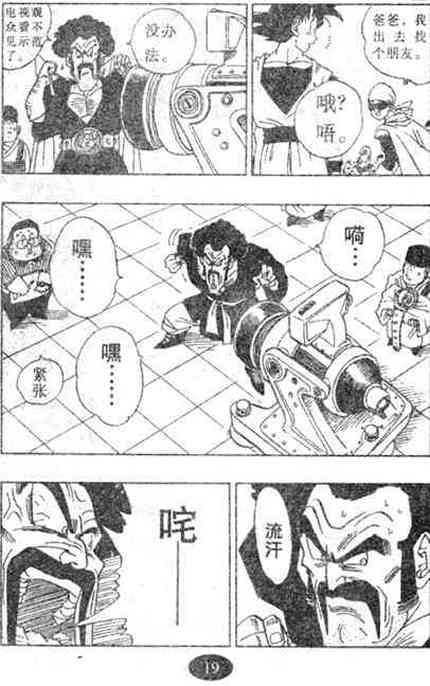 爸爸，我
出去找
个朋友。
哦？
唔。
没办
法。
电视观
众看不
见示范
了。
嗬……
嘿……
嘿……
紧张
流汗
咤——
19